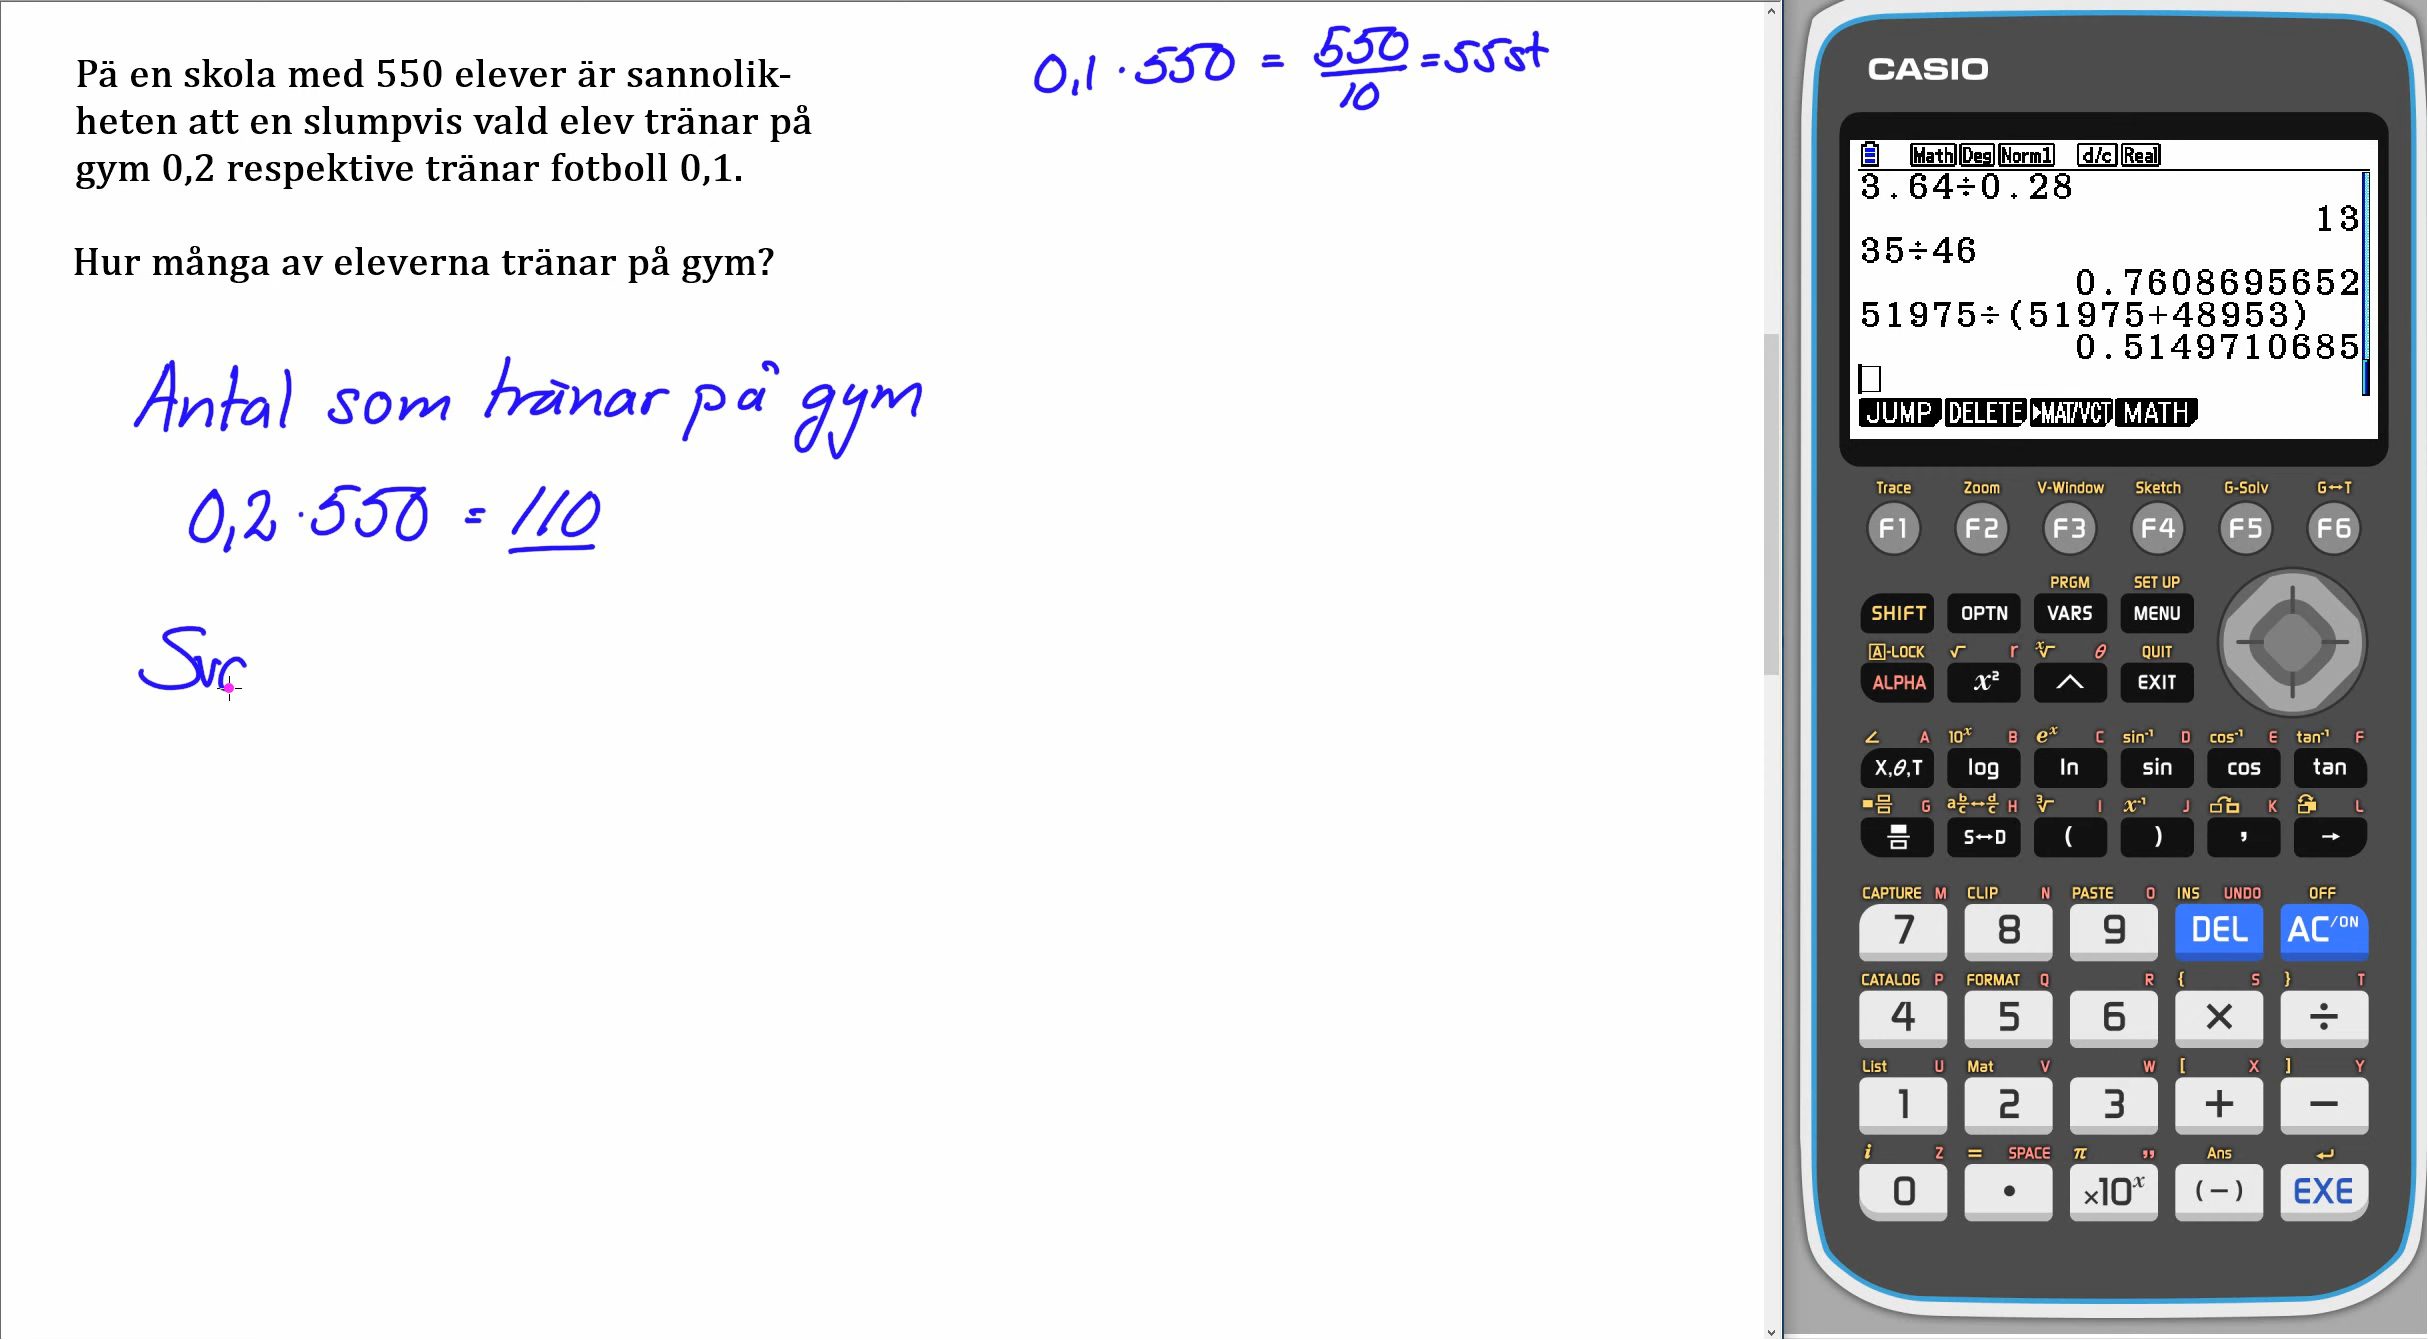 Pä en skola med 550 elever är sannolik-
heten att en slumpvis vald elev tränar på
gym 0,2 respektive tränar fotboll 0,1.
Hur många av eleverna tränar på gym?
0,1 · 550 = 550/10 = 55st
Antal som tränar på gym
0,2 · 550 = 110
Sva
CASIO
Math Deg Norm1 d/c Real
3.64÷0.28
13
35÷46
0.7608695652
51975÷(51975+48953)
0.5149710685
JUMP DELETE ▶MAT/VCT MATH
Trace Zoom V-Window Sketch G-Solv G↔T
F1 F2 F3 F4 F5 F6
PRGM SET UP
SHIFT OPTN VARS MENU
A-LOCK √ r ˣ√ θ QUIT
ALPHA x² ^ EXIT
∠ A 10ˣ B eˣ C sin⁻¹ D cos⁻¹ E tan⁻¹ F
X,θ,T log ln sin cos tan
G a b/c↔d/c H ³√ I x⁻¹ J K L
S↔D ( ) , →
CAPTURE M CLIP N PASTE O INS UNDO OFF
7 8 9 DEL AC/ON
CATALOG P FORMAT Q R { S } T
4 5 6 × ÷
List U Mat V W [ X ] Y
1 2 3 + −
i Z = SPACE π " Ans ↵
0 • ×10ˣ (−) EXE